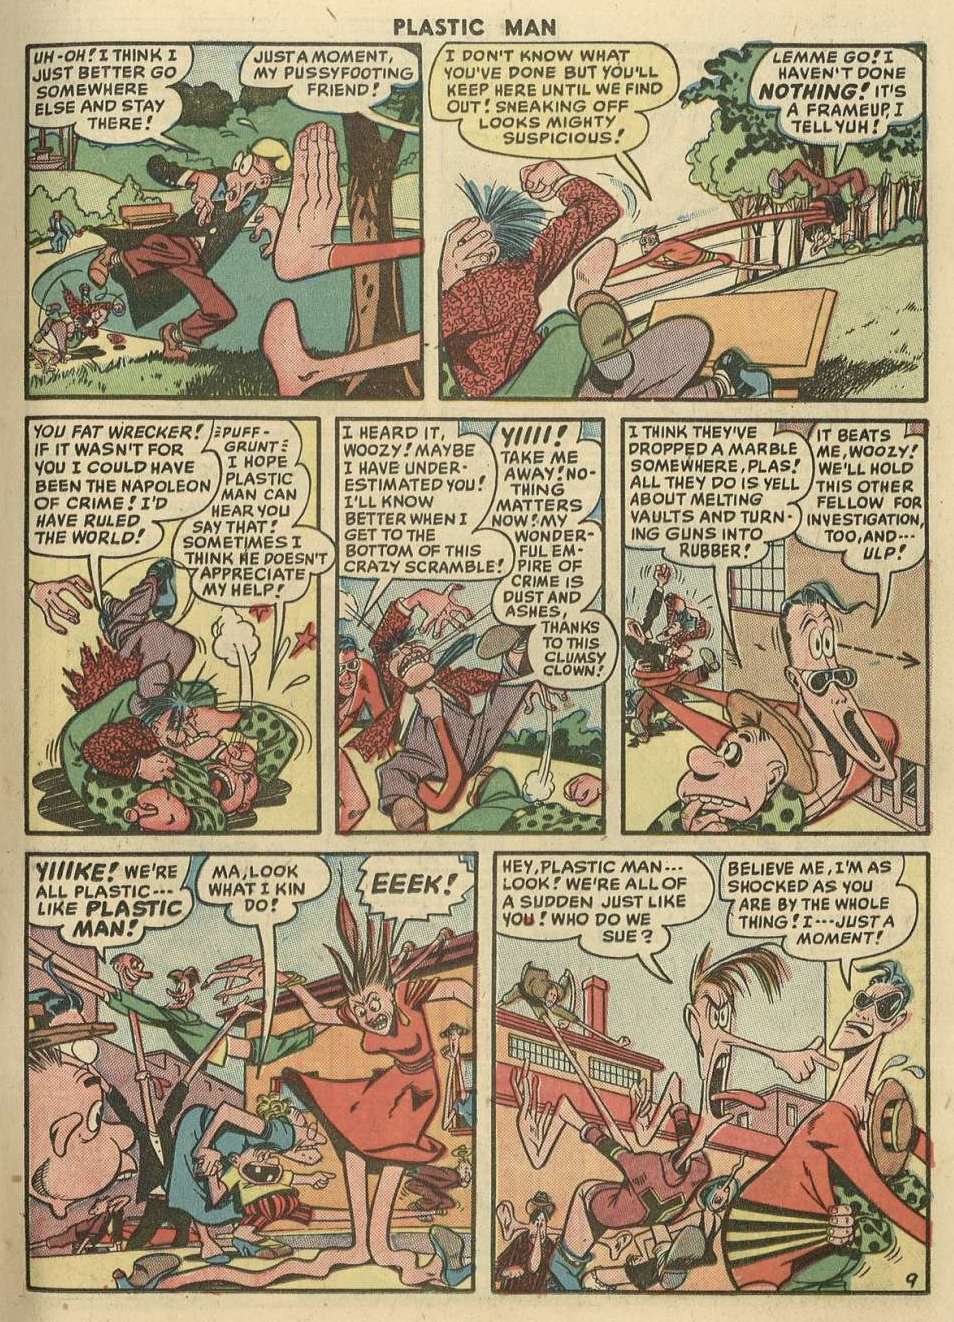 PLASTIC MAN
UH-OH! I THINK I
JUST BETTER GO
SOMEWHERE
ELSE AND STAY
THERE!
JUST A MOMENT,
MY PUSSYFOOTING
FRIEND!
I DON'T KNOW WHAT
YOU'VE DONE BUT YOU'LL
KEEP HERE UNTIL WE FIND
OUT! SNEAKING OFF
LOOKS MIGHTY
SUSPICIOUS!
LEMME GO! I
HAVEN'T DONE
NOTHING! IT'S
A FRAMEUP, I
TELL YUH!
YOU FAT WRECKER!
IF IT WASN'T FOR
YOU I COULD HAVE
BEEN THE NAPOLEON
OF CRIME! I'D
HAVE RULED
THE WORLD!
PUFF-
GRUNT
I HOPE
PLASTIC
MAN CAN
HEAR YOU
SAY THAT!
SOMETIMES I
THINK HE DOESN'T
APPRECIATE
MY HELP!
I HEARD IT,
WOOZY! MAYBE
I HAVE UNDER-
ESTIMATED YOU!
I'LL KNOW
BETTER WHEN I
GET TO THE
BOTTOM OF THIS
CRAZY SCRAMBLE!
YIIII!
TAKE ME
AWAY! NO-
THING
MATTERS
NOW! MY
WONDER-
FUL EM-
PIRE OF
CRIME IS
DUST AND
ASHES,
THANKS
TO THIS
CLUMSY
CLOWN!
I THINK THEY'VE
DROPPED A MARBLE
SOMEWHERE, PLAS!
ALL THEY DO IS YELL
ABOUT MELTING
VAULTS AND TURN-
ING GUNS INTO
RUBBER!
IT BEATS
ME, WOOZY!
WE'LL HOLD
THIS OTHER
FELLOW FOR
INVESTIGATION,
TOO, AND---
ULP!
YIIIKE! WE'RE
ALL PLASTIC---
LIKE PLASTIC
MAN!
MA, LOOK
WHAT I KIN
DO!
EEEK!
HEY, PLASTIC MAN---
LOOK! WE'RE ALL OF
A SUDDEN JUST LIKE
YOU! WHO DO WE
SUE?
BELIEVE ME, I'M AS
SHOCKED AS YOU
ARE BY THE WHOLE
THING! I---JUST A
MOMENT!
9